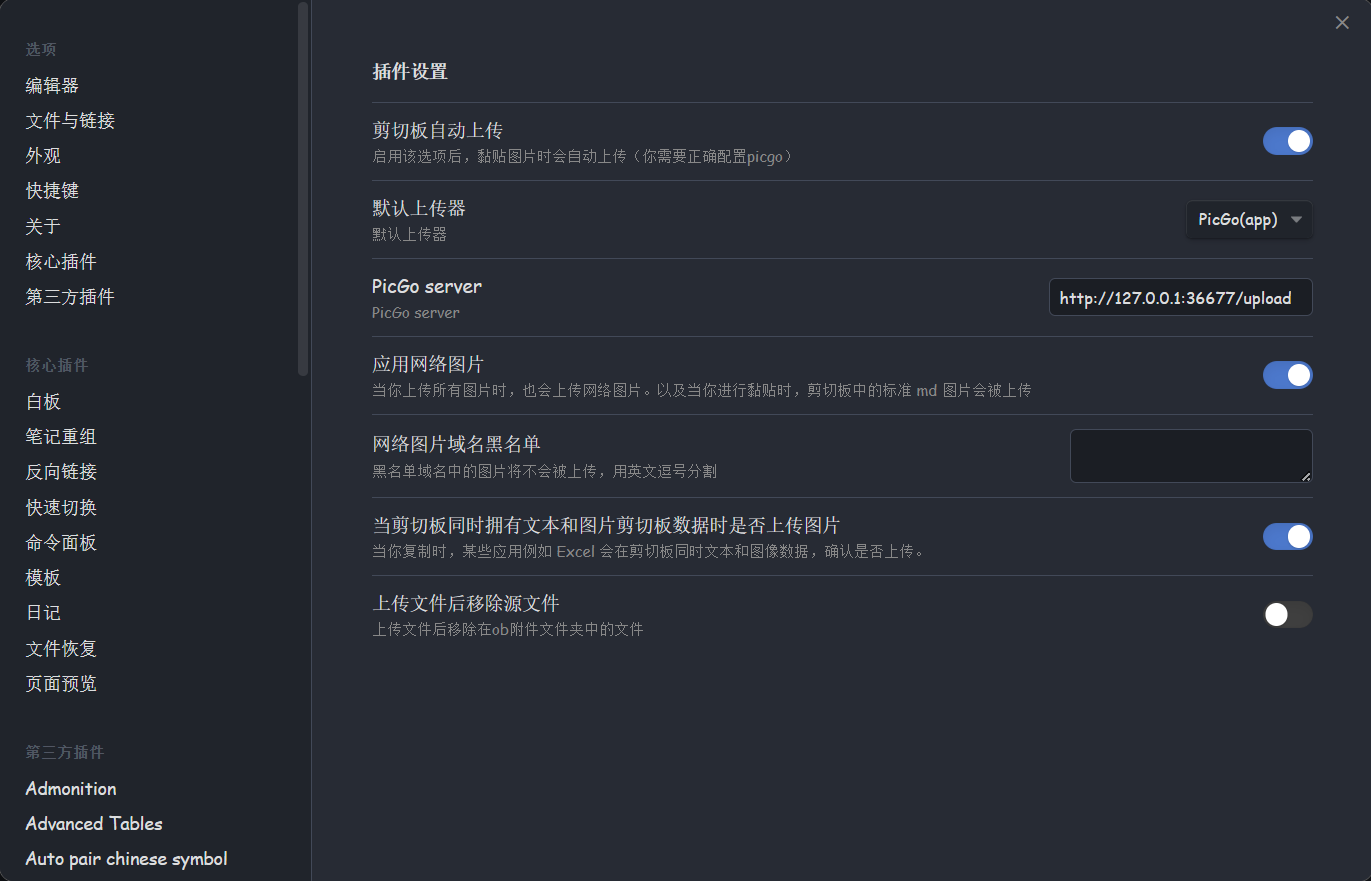 选项
编辑器
文件与链接
外观
快捷键
关于
核心插件
第三方插件
核心插件
白板
笔记重组
反向链接
快速切换
命令面板
模板
日记
文件恢复
页面预览
第三方插件
Admonition
Advanced Tables
Auto pair chinese symbol
插件设置
剪切板自动上传
启用该选项后，黏贴图片时会自动上传（你需要正确配置picgo）
默认上传器
默认上传器
PicGo(app)
PicGo server
PicGo server
http://127.0.0.1:36677/upload
应用网络图片
当你上传所有图片时，也会上传网络图片。以及当你进行黏贴时，剪切板中的标准 md 图片会被上传
网络图片域名黑名单
黑名单域名中的图片将不会被上传，用英文逗号分割
当剪切板同时拥有文本和图片剪切板数据时是否上传图片
当你复制时，某些应用例如 Excel 会在剪切板同时文本和图像数据，确认是否上传。
上传文件后移除源文件
上传文件后移除在ob附件文件夹中的文件